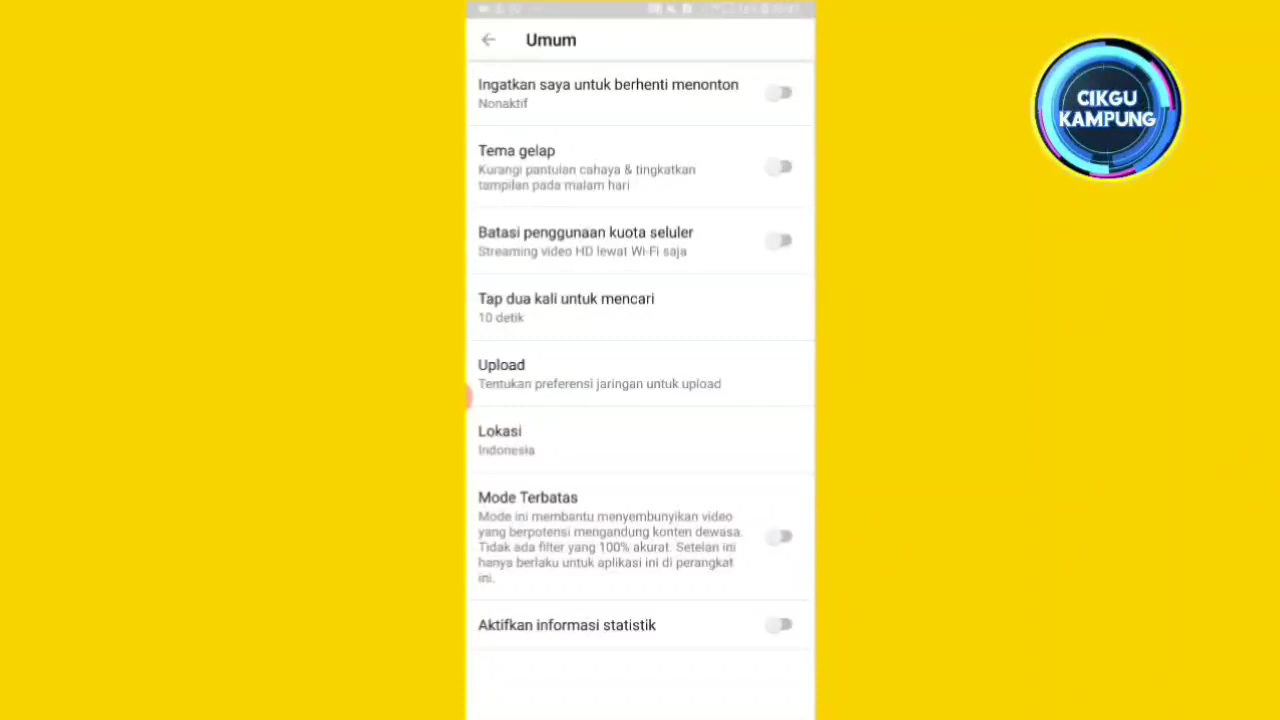 Umum
CIKGU
KAMPUNG
Ingatkan saya untuk berhenti menonton
Nonaktif
Tema gelap
Kurangi pantulan cahaya & tingkatkan
tampilan pada malam hari
Batasi penggunaan kuota seluler
Streaming video HD lewat Wi-Fi saja
Tap dua kali untuk mencari
10 detik
Upload
Tentukan preferensi jaringan untuk upload
Lokasi
Indonesia
Mode Terbatas
Mode ini membantu menyembunyikan video
yang berpotensi mengandung konten dewasa.
Tidak ada filter yang 100% akurat. Setelan ini
hanya berlaku untuk aplikasi ini di perangkat
ini.
Aktifkan informasi statistik